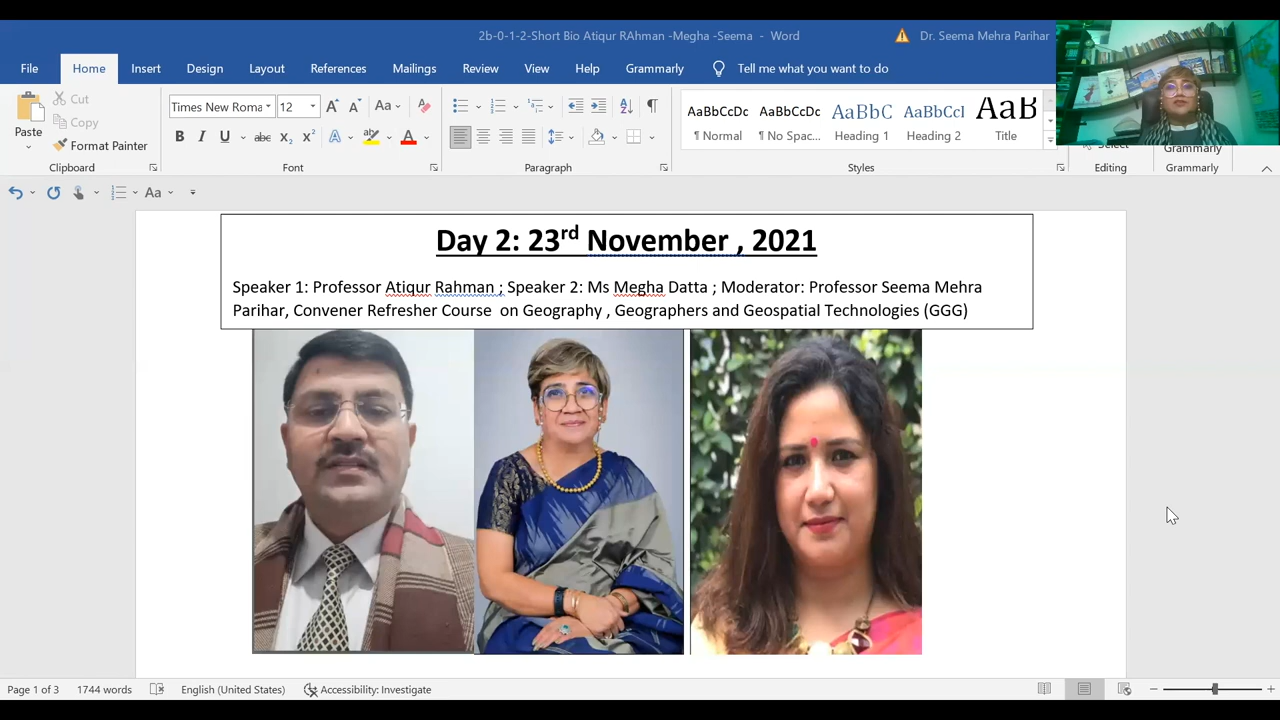 2b-0-1-2-Short Bio Atiqur RAhman -Megha -Seema - Word
Dr. Seema Mehra Parihar
File Home Insert Design Layout References Mailings Review View Help Grammarly Tell me what you want to do
Cut
Copy
Paste
Format Painter
Times New Roma 12
AaBbCcDc AaBbCcDc AaBbC AaBbCcI AaB
¶ Normal ¶ No Spac... Heading 1 Heading 2 Title
Select
Grammarly
Clipboard Font Paragraph Styles Editing Grammarly
Day 2: 23rd November , 2021
Speaker 1: Professor Atiqur Rahman ; Speaker 2: Ms Megha Datta ; Moderator: Professor Seema Mehra
Parihar, Convener Refresher Course on Geography , Geographers and Geospatial Technologies (GGG)
Page 1 of 3 1744 words English (United States) Accessibility: Investigate